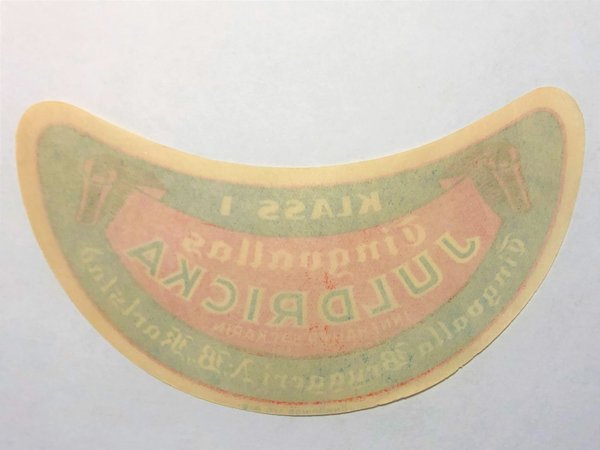 KLASS I
Tingvallas
JULDRICKA
Tingvalla Bryggeri A.B. Karlstad